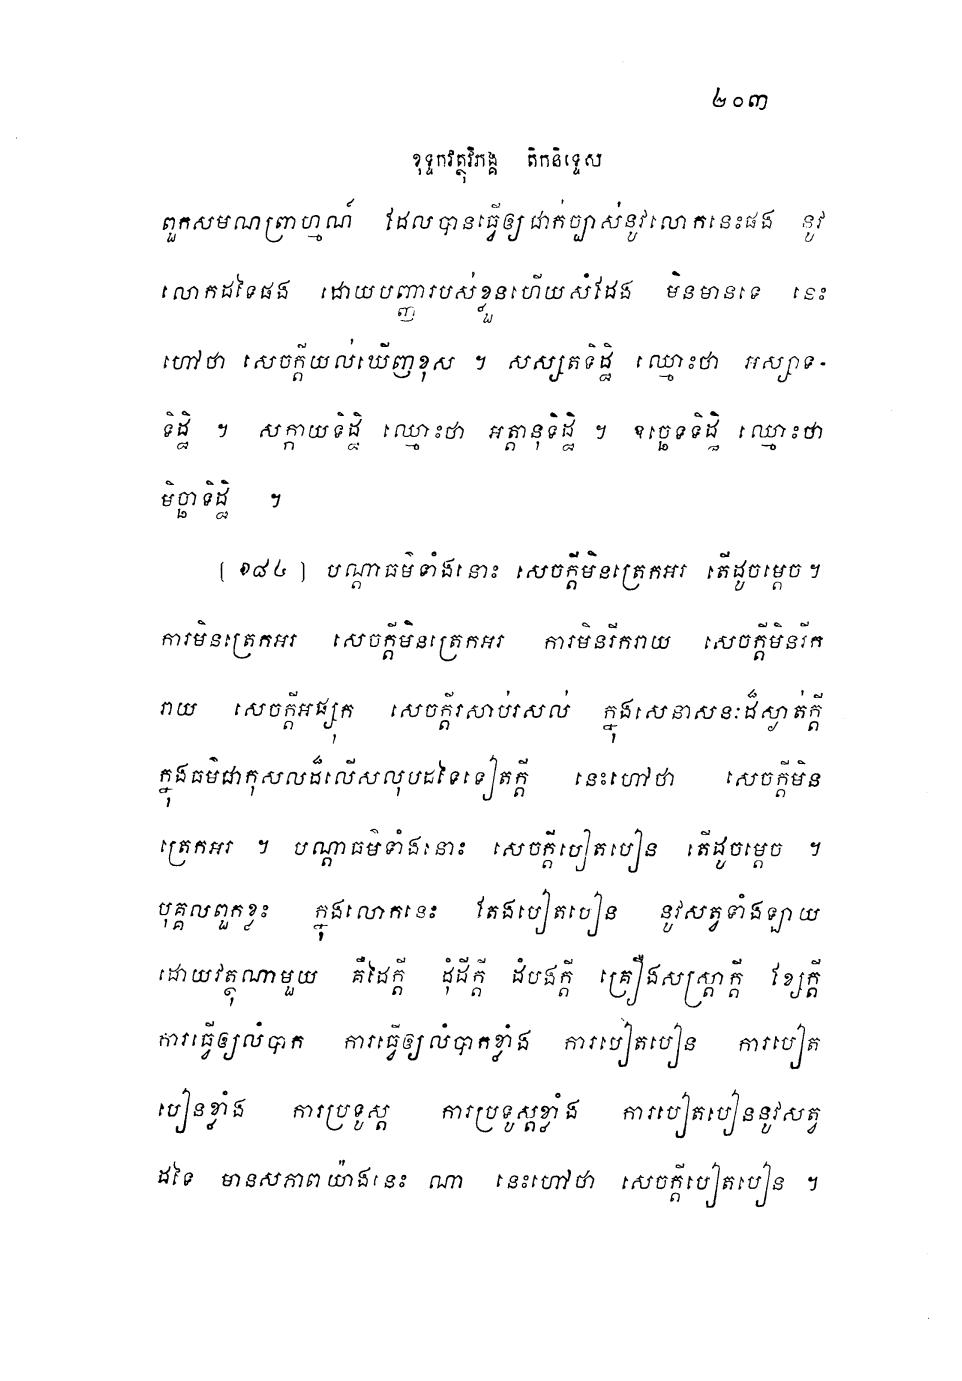 ២០៣
ខុទ្ទកវត្ថុវិភង្គ តិកនិទ្ទេស
ពួកសមណព្រាហ្មណ៍ ដែលបានធ្វើឲ្យជាក់ច្បាស់នូវលោកនេះផង នូវ
លោកដទៃផង ដោយបញ្ញារបស់ខ្លួនហើយសំដែង មិនមានទេ នេះ
ហៅថា សេចក្តីយល់ឃើញខុស ។ សស្សតទិដ្ឋិ ឈ្មោះថា អស្សាទ-
ទិដ្ឋិ ។ សក្កាយទិដ្ឋិ ឈ្មោះថា អត្តានុទិដ្ឋិ ។ ឧច្ឆេទទិដ្ឋិ ឈ្មោះថា
មិច្ឆាទិដ្ឋិ ។
[ ១៨៤ ] បណ្តាធម៌ទាំងនោះ សេចក្តីមិនត្រេកអរ តើដូចម្តេច ។
ការមិនត្រេកអរ សេចក្តីមិនត្រេកអរ ការមិនរីករាយ សេចក្តីមិនរីក
រាយ សេចក្តីអផ្សុក សេចក្តីរសាប់រសល់ ក្នុងសេនាសនៈដ៏ស្ងាត់ក្តី
ក្នុងធម៌ជាកុសលដ៏លើសលុបដទៃទៀតក្តី នេះហៅថា សេចក្តីមិន
ត្រេកអរ ។ បណ្តាធម៌ទាំងនោះ សេចក្តីបៀតបៀន តើដូចម្តេច ។
បុគ្គលពួកខ្លះ ក្នុងលោកនេះ តែងបៀតបៀន នូវសត្វទាំងឡាយ
ដោយវត្ថុណាមួយ គឺដៃក្តី ដុំដីក្តី ដំបងក្តី គ្រឿងសស្ត្រាក្តី ខ្សែក្តី
ការធ្វើឲ្យលំបាក ការធ្វើឲ្យលំបាកខ្លាំង ការបៀតបៀន ការបៀត
បៀនខ្លាំង ការប្រទូស្ត ការប្រទូស្តខ្លាំង ការបៀតបៀននូវសត្វ
ដទៃ មានសភាពយ៉ាងនេះ ណា នេះហៅថា សេចក្តីបៀតបៀន ។